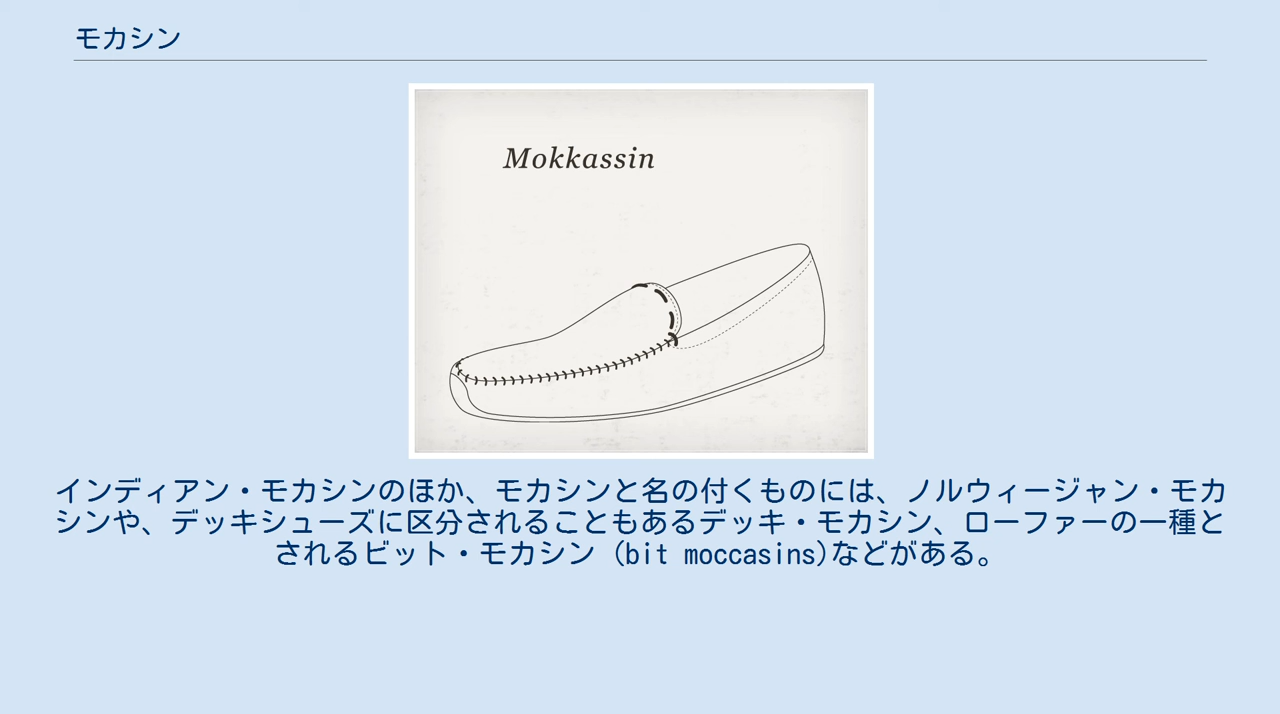 モカシン
Mokkassin
インディアン・モカシンのほか、モカシンと名の付くものには、ノルウィージャン・モカ
シンや、デッキシューズに区分されることもあるデッキ・モカシン、ローファーの一種と
されるビット・モカシン (bit moccasins)などがある。